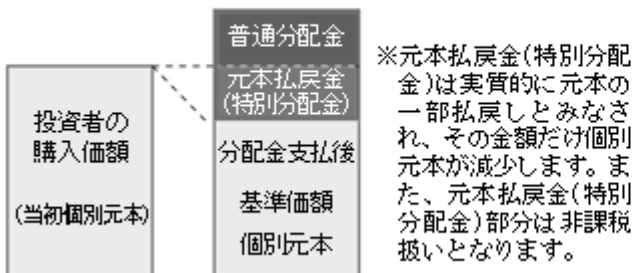 投資者の
購入価額
(当初個別元本)
普通分配金
元本払戻金
(特別分配金)
分配金支払後
基準価額
個別元本
※元本払戻金(特別分配
金)は実質的に元本の
一部払戻しとみなさ
れ、その金額だけ個別
元本が減少します。ま
た、元本払戻金(特別
分配金)部分は非課税
扱いとなります。